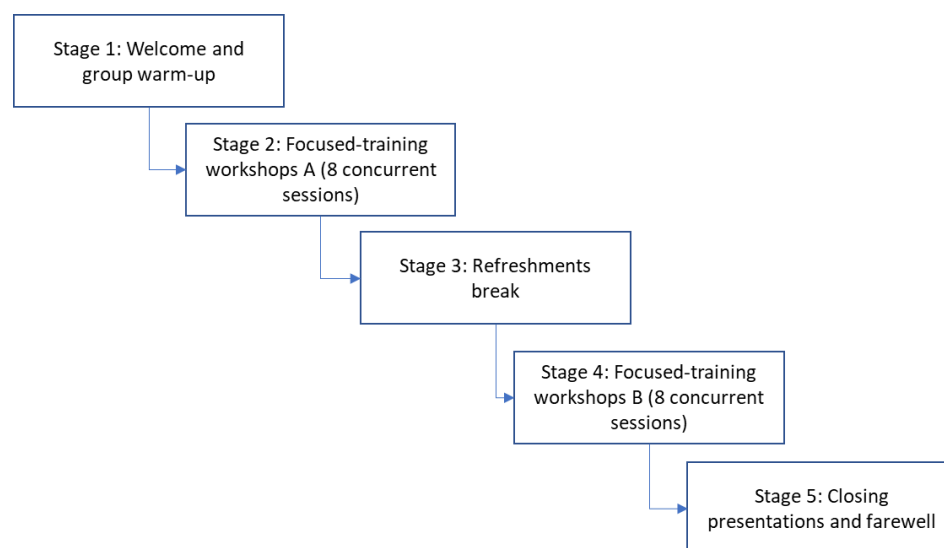 Stage 1: Welcome and
group warm-up
Stage 2: Focused-training
workshops A (8 concurrent
sessions)
Stage 3: Refreshments
break
Stage 4: Focused-training
workshops B (8 concurrent
sessions)
Stage 5: Closing
presentations and farewell